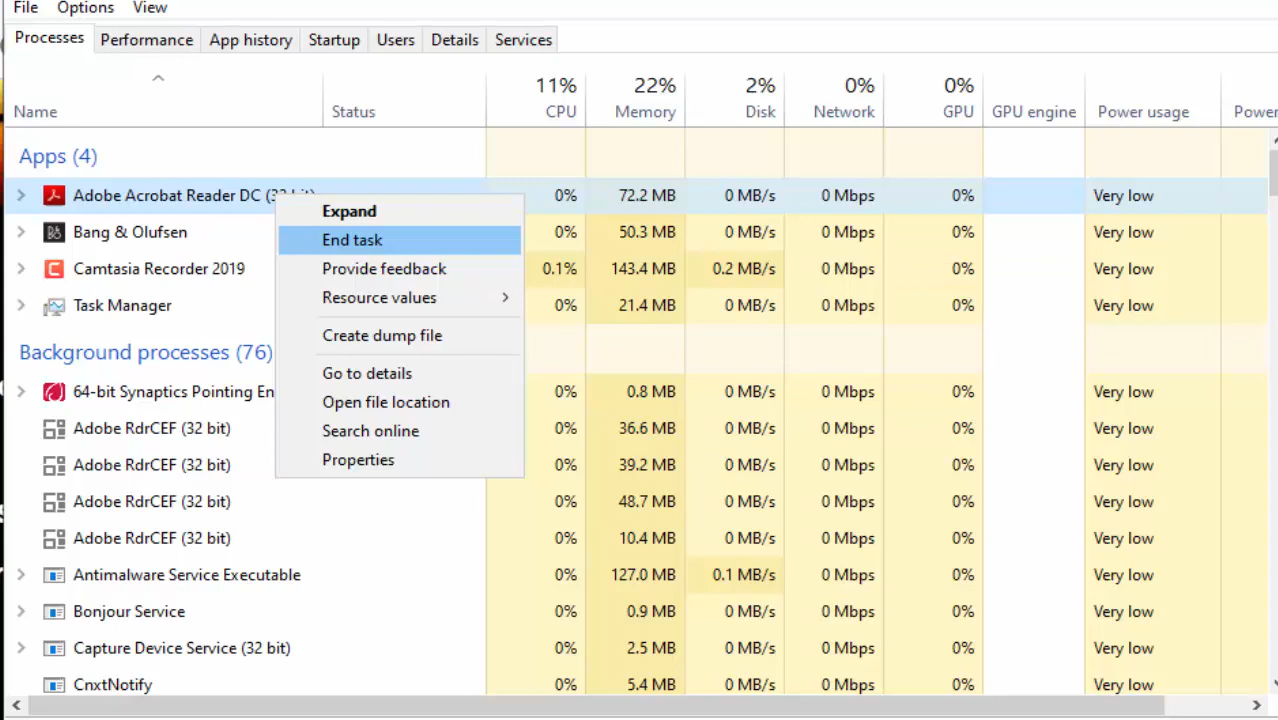 File Options View
Processes Performance App history Startup Users Details Services
11% 22% 2% 0% 0%
Name Status CPU Memory Disk Network GPU GPU engine Power usage Power
Apps (4)
Adobe Acrobat Reader DC 0% 72.2 MB 0 MB/s 0 Mbps 0% Very low
Expand
Bang & Olufsen 0% 50.3 MB 0 MB/s 0 Mbps 0% Very low
End task
Camtasia Recorder 2019 Provide feedback 0.1% 143.4 MB 0.2 MB/s 0 Mbps 0% Very low
Resource values
Task Manager 0% 21.4 MB 0 MB/s 0 Mbps 0% Very low
Create dump file
Background processes (76)
Go to details
64-bit Synaptics Pointing En 0% 0.8 MB 0 MB/s 0 Mbps 0% Very low
Open file location
Adobe RdrCEF (32 bit) Search online 0% 36.6 MB 0 MB/s 0 Mbps 0% Very low
Adobe RdrCEF (32 bit) Properties 0% 39.2 MB 0 MB/s 0 Mbps 0% Very low
Adobe RdrCEF (32 bit) 0% 48.7 MB 0 MB/s 0 Mbps 0% Very low
Adobe RdrCEF (32 bit) 0% 10.4 MB 0 MB/s 0 Mbps 0% Very low
Antimalware Service Executable 0% 127.0 MB 0.1 MB/s 0 Mbps 0% Very low
Bonjour Service 0% 0.9 MB 0 MB/s 0 Mbps 0% Very low
Capture Device Service (32 bit) 0% 2.5 MB 0 MB/s 0 Mbps 0% Very low
CnxtNotify 0% 5.4 MB 0 MB/s 0 Mbps 0% Very low